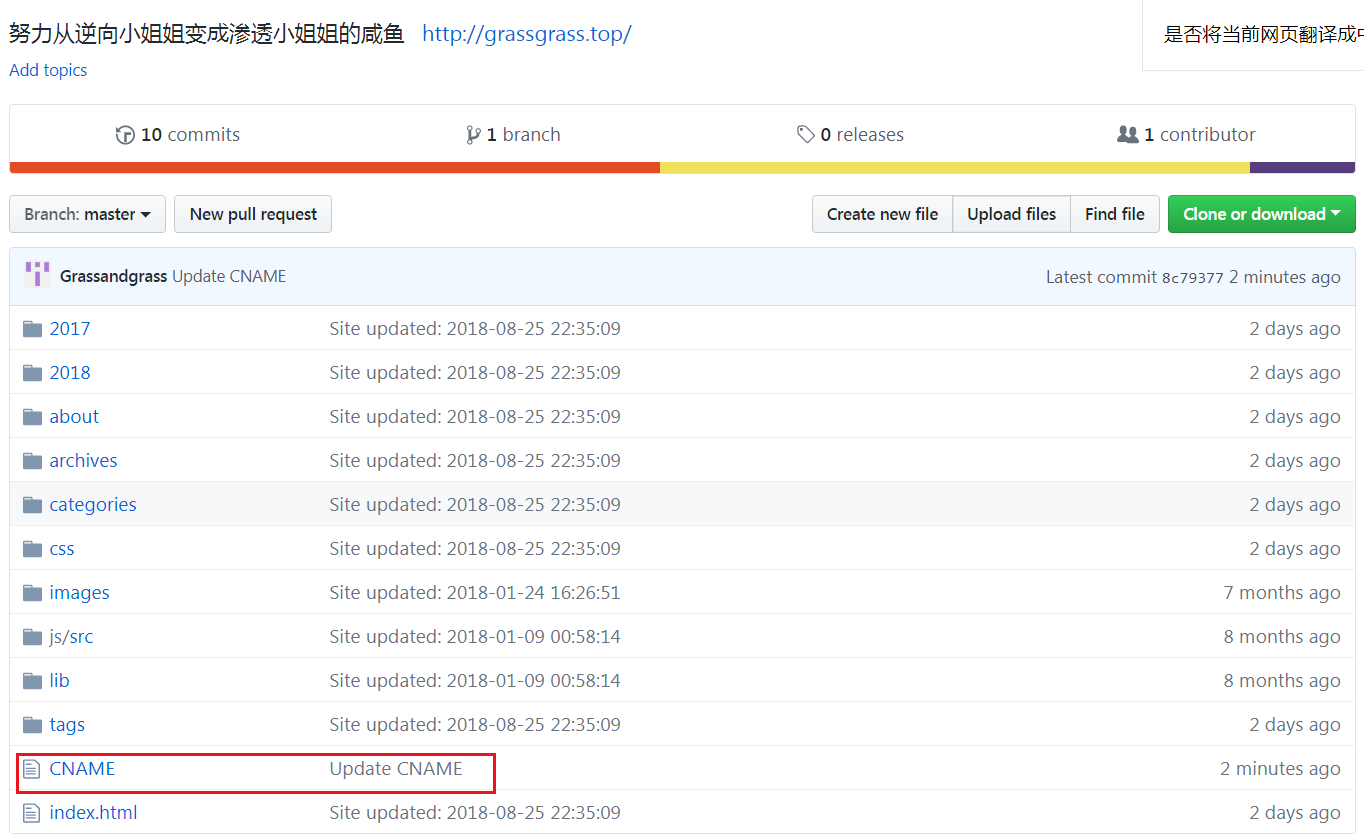 努力从逆向小姐姐变成渗透小姐姐的咸鱼 http://grassgrass.top/
是否将当前网页翻译成
Add topics
10 commits 1 branch 0 releases 1 contributor
Branch: master New pull request Create new file Upload files Find file Clone or download
Grassandgrass Update CNAME Latest commit 8c79377 2 minutes ago
2017 Site updated: 2018-08-25 22:35:09 2 days ago
2018 Site updated: 2018-08-25 22:35:09 2 days ago
about Site updated: 2018-08-25 22:35:09 2 days ago
archives Site updated: 2018-08-25 22:35:09 2 days ago
categories Site updated: 2018-08-25 22:35:09 2 days ago
css Site updated: 2018-08-25 22:35:09 2 days ago
images Site updated: 2018-01-24 16:26:51 7 months ago
js/src Site updated: 2018-01-09 00:58:14 8 months ago
lib Site updated: 2018-01-09 00:58:14 8 months ago
tags Site updated: 2018-08-25 22:35:09 2 days ago
CNAME Update CNAME 2 minutes ago
index.html Site updated: 2018-08-25 22:35:09 2 days ago